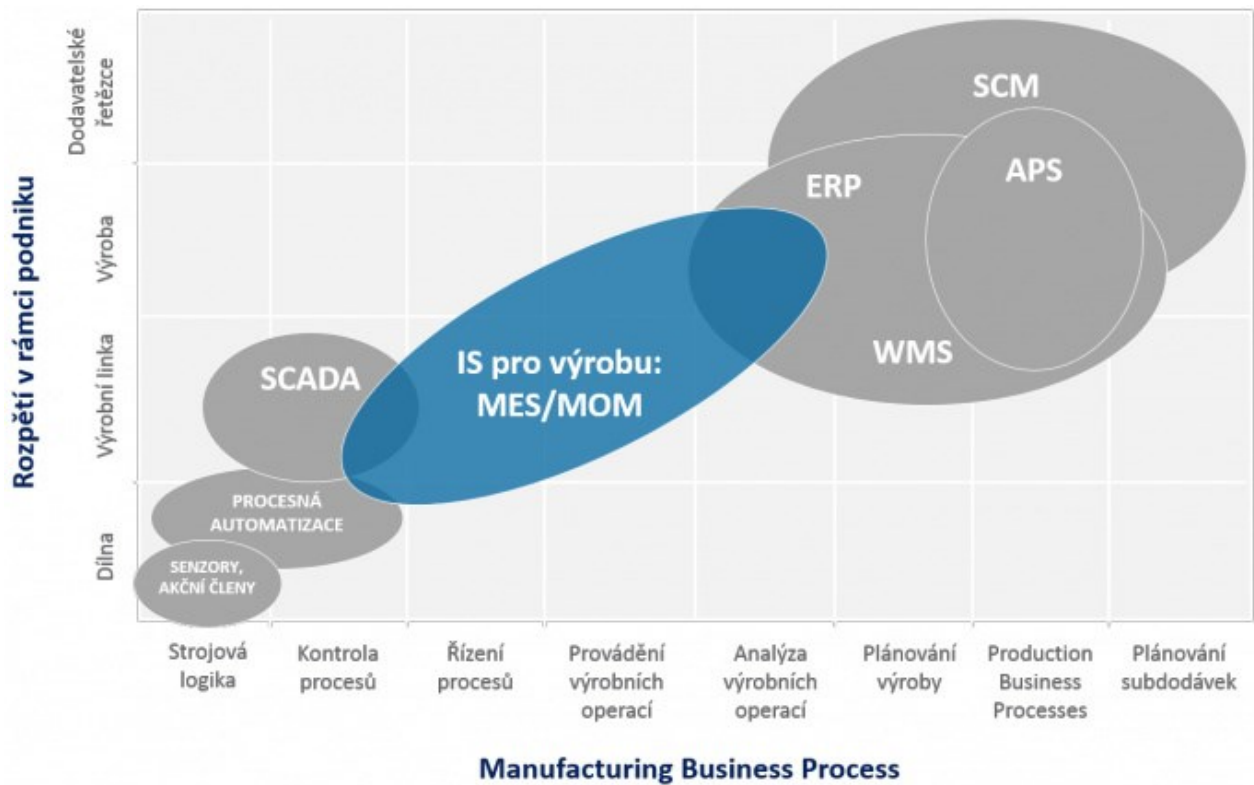 Dodavatelské
řetězce
SCM
APS
ERP
Výroba
Rozpětí v rámci podniku
WMS
Výrobní linka
SCADA
IS pro výrobu:
MES/MOM
PROCESNÁ
AUTOMATIZACE
Dílna
SENZORY,
AKČNÍ ČLENY
Strojová
logika
Kontrola
procesů
Řízení
procesů
Provádění
výrobních
operací
Analýza
výrobních
operací
Plánování
výroby
Production
Business
Processes
Plánování
subdodávek
Manufacturing Business Process